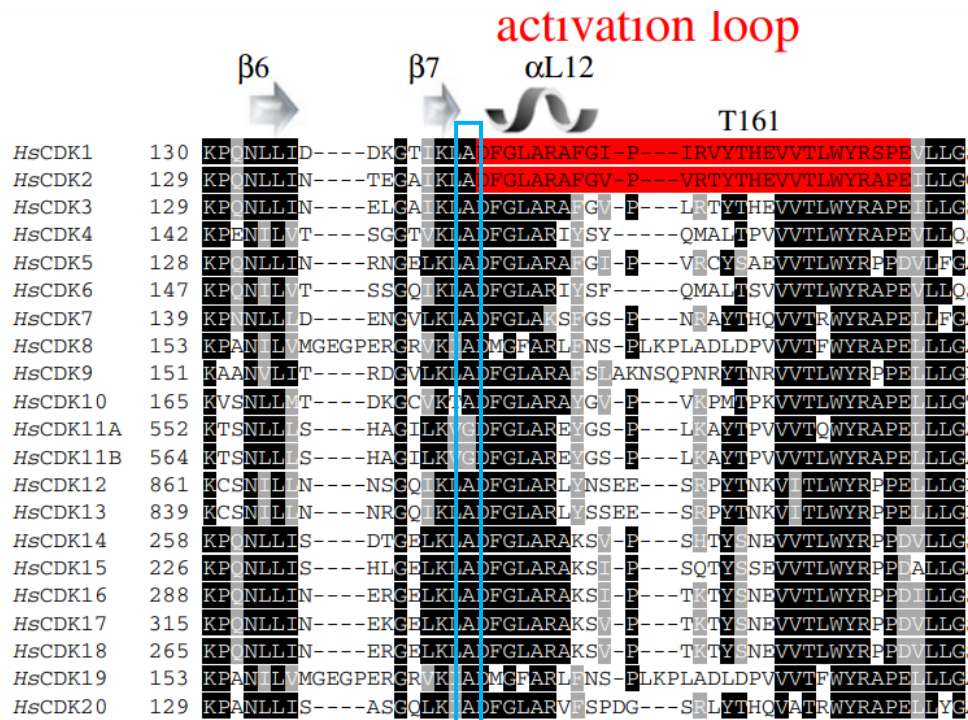 activation loop
β6 β7 αL12
T161
HsCDK1 130 KPQNLLID----DKGTIKLADFGLARAFGI-P---IRVYTHEVVTLWYRSPEVLLG
HsCDK2 129 KPQNLLIN----TEGAIKLADFGLARAFGV-P---VRTYTHEVVTLWYRAPEILLG
HsCDK3 129 KPQNLLIN----ELGAIKLADFGLARAFGV-P---LRTYTHEVVTLWYRAPEILLG
HsCDK4 142 KPENILVT----SGGTVKLADFGLARIYSY-----QMALTPVVVTLWYRAPEVLLQS
HsCDK5 128 KPQNLLIN----RNGELKLADFGLARAFGI-P---VRCYSAEVVTLWYRPPDVLFG
HsCDK6 147 KPQNILVT----SSGQIKLADFGLARIYSF-----QMALTSVVVTLWYRAPEVLLQS
HsCDK7 139 KPNNLLLD----ENGVLKLADFGLAKSFGS-P---NRAYTHQVVTRWYRAPELLFG
HsCDK8 153 KPANILVMGEGPERGRVKIADMGFARLFNS-PLKPLADLDPVVVTFWYRAPELLLG
HsCDK9 151 KAANVLIT----RDGVLKLADFGLARAFSLAKNSQPNRYTNRVVTLWYRPPELLLG
HsCDK10 165 KVSNLLMT----DKGCVKTADFGLARAYGV-P---VKPMTPKVVTLWYRAPELLLG
HsCDK11A 552 KTSNLLLS----HAGILKVGDFGLAREYGS-P---LKAYTPVVVTQWYRAPELLLG
HsCDK11B 564 KTSNLLLS----HAGILKVGDFGLAREYGS-P---LKAYTPVVVTLWYRAPELLLG
HsCDK12 861 KCSNILLN----NSGQIKLADFGLARLYNSEE---SRPYTNKVITLWYRPPELLLG
HsCDK13 839 KCSNILLN----NRGQIKLADFGLARLYSSEE---SRPYTNKVITLWYRPPELLLG
HsCDK14 258 KPQNLLIS----DTGELKLADFGLARAKSV-P---SHTYSNEVVTLWYRPPDVLLG
HsCDK15 226 KPQNLLIS----HLGELKLADFGLARAKSI-P---SQTYSSEVVTLWYRPPDALLG
HsCDK16 288 KPQNLLIN----ERGELKLADFGLARAKSI-P---TKTYSNEVVTLWYRPPDILLG
HsCDK17 315 KPQNLLIN----EKGELKLADFGLARAKSV-P---TKTYSNEVVTLWYRPPDVLLG
HsCDK18 265 KPQNLLIN----ERGELKLADFGLARAKSV-P---TKTYSNEVVTLWYRPPDVLLG
HsCDK19 153 KPANILVMGEGPERGRVKIADMGFARLFNS-PLKPLADLDPVVVTFWYRAPELLLG
HsCDK20 129 KPANLLIS----ASGQLKIADFGLARVFSPDG---SRLYTHQVATRWYRAPELLYG